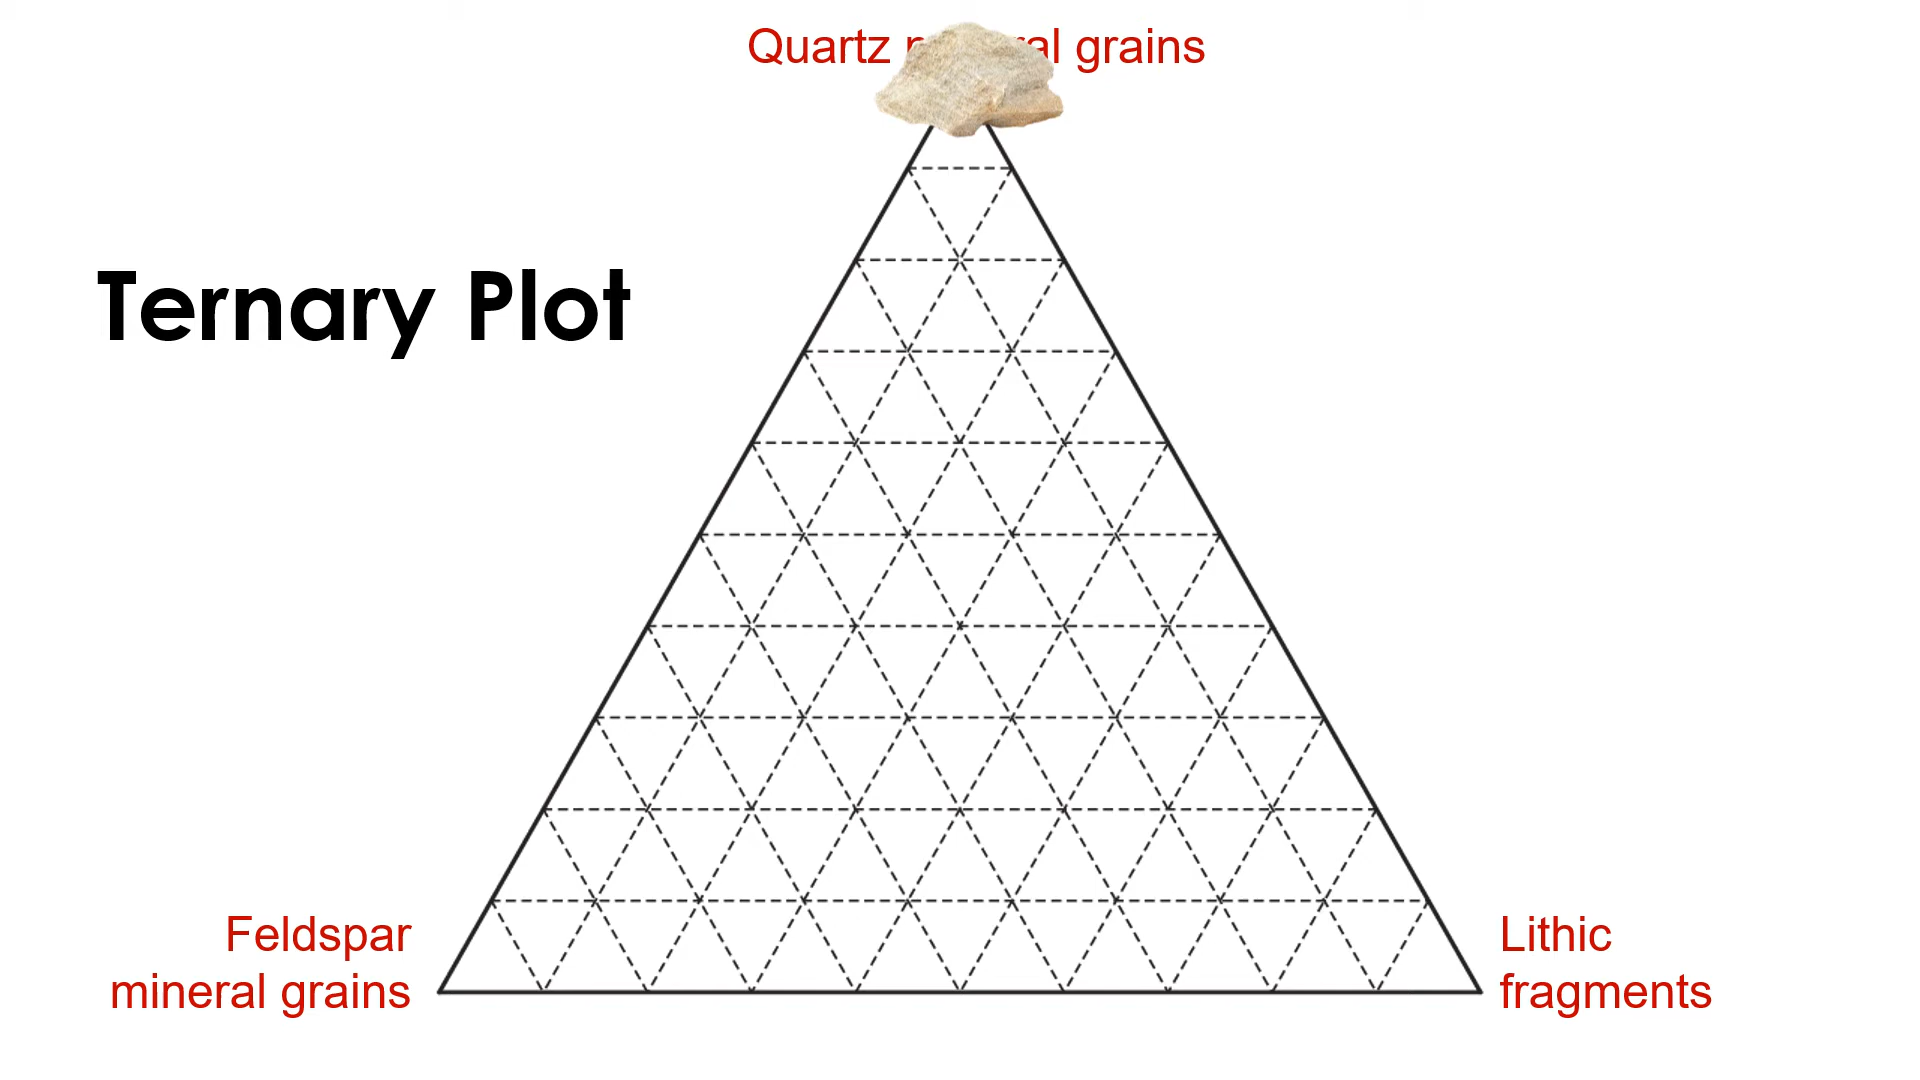 Quartz grains
Ternary Plot
Feldspar
mineral grains
Lithic
fragments